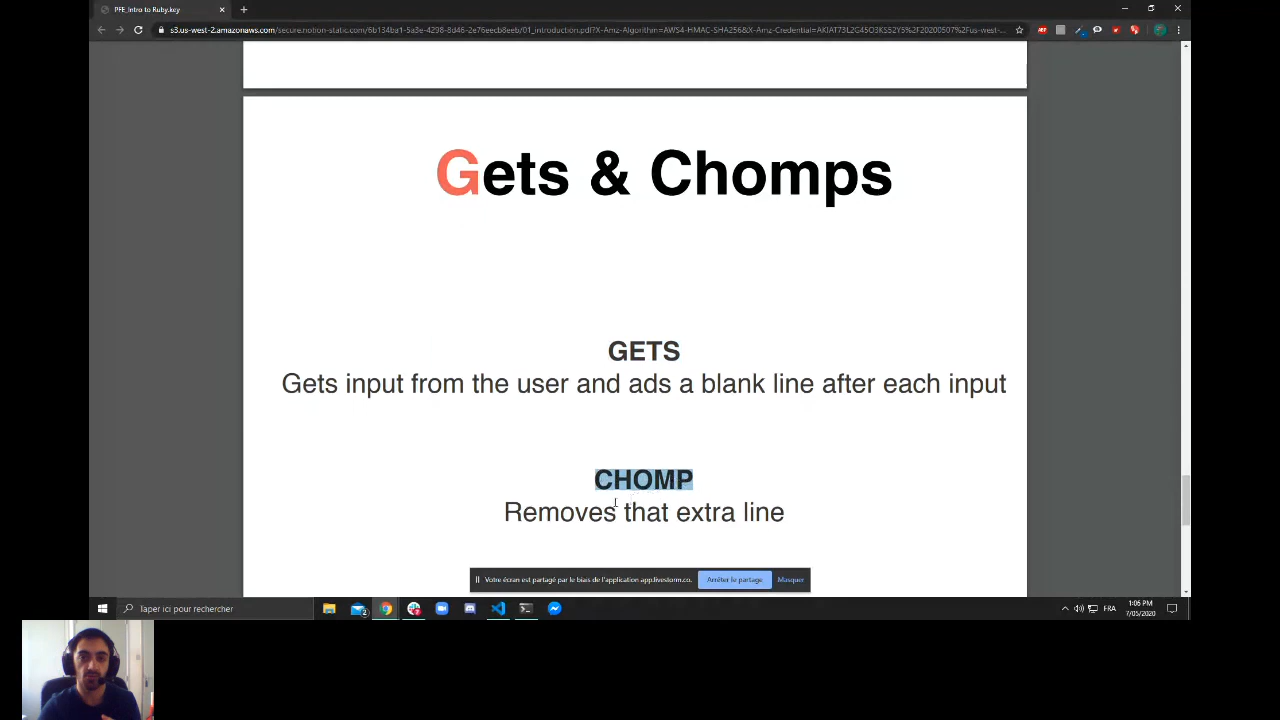 PFE_Intro to Ruby.key
s3.us-west-2.amazonaws.com/secure.notion-static.com/6b134ba1-5a3e-4298-8d46-2e76eecb8eeb/01_introduction.pdf?X-Amz-Algorithm=AWS4-HMAC-SHA256&X-Amz-Credential=AKIAT73L2G45O3KS52Y5%2F20200507%2Fus-west-...
Gets & Chomps
GETS
Gets input from the user and ads a blank line after each input
CHOMP
Removes that extra line
Votre écran est partagé par le biais de l'application app.livestorm.co.
Arrêter le partage
Masquer
Taper ici pour rechercher
FRA
1:06 PM
7/05/2020